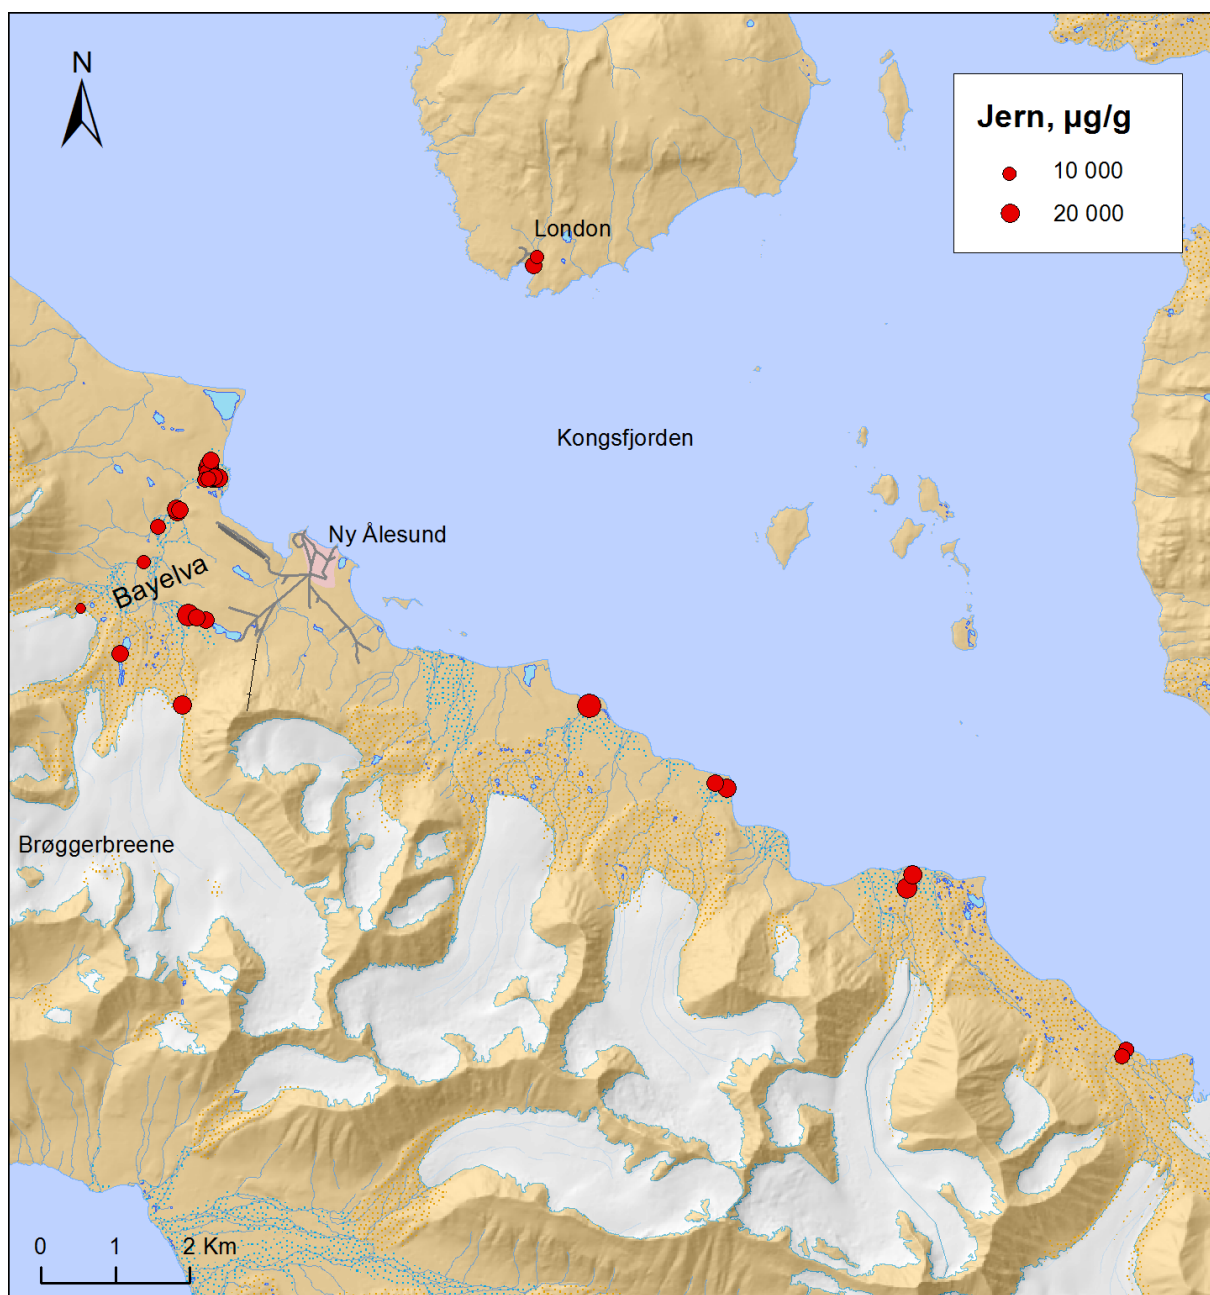 N
Jern, µg/g
10 000
20 000
London
Kongsfjorden
Ny Ålesund
Bayelva
Brøggerbreene
0 1 2 Km